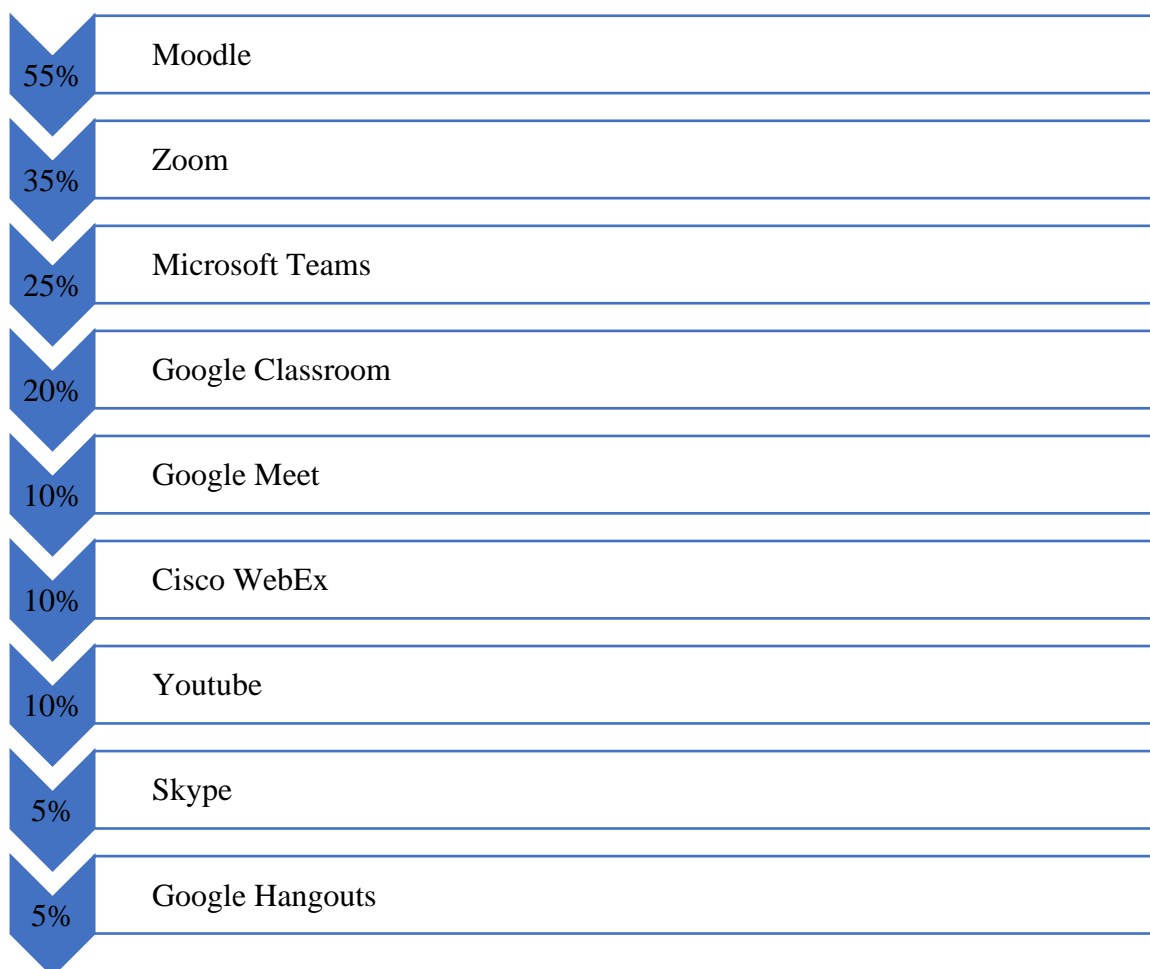 55%
Moodle
35%
Zoom
25%
Microsoft Teams
20%
Google Classroom
10%
Google Meet
10%
Cisco WebEx
10%
Youtube
5%
Skype
5%
Google Hangouts